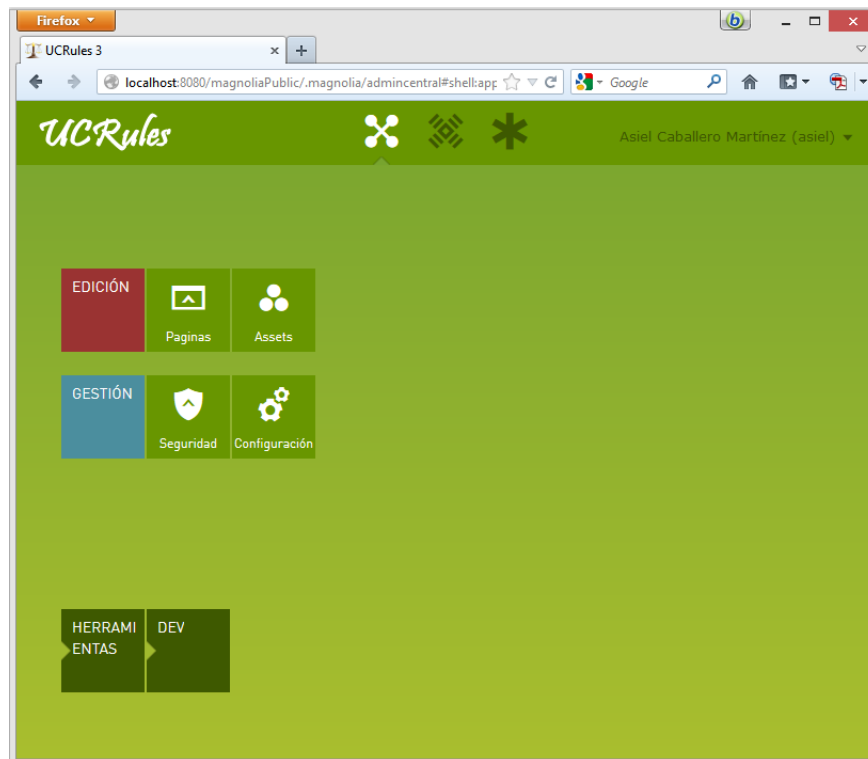 Firefox
UCRules 3
localhost:8080/magnoliaPublic/.magnolia/admincentral#shell:app
Google
UCRules
Asiel Caballero Martínez (asiel)
EDICIÓN
Paginas
Assets
GESTIÓN
Seguridad
Configuración
HERRAMI
ENTAS
DEV